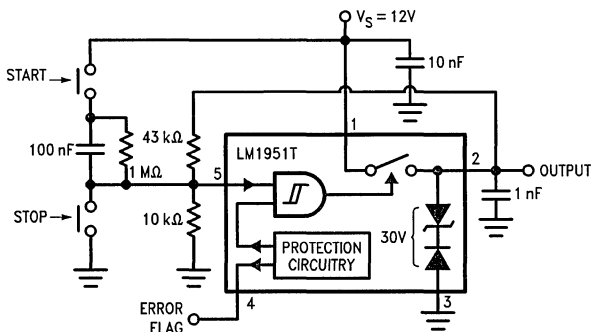 V_S = 12V
START
10 nF
43 kΩ
1
LM1951T
100 nF
1 MΩ
5
2
OUTPUT
1 nF
STOP
10 kΩ
30V
PROTECTION
CIRCUITRY
4
3
ERROR
FLAG